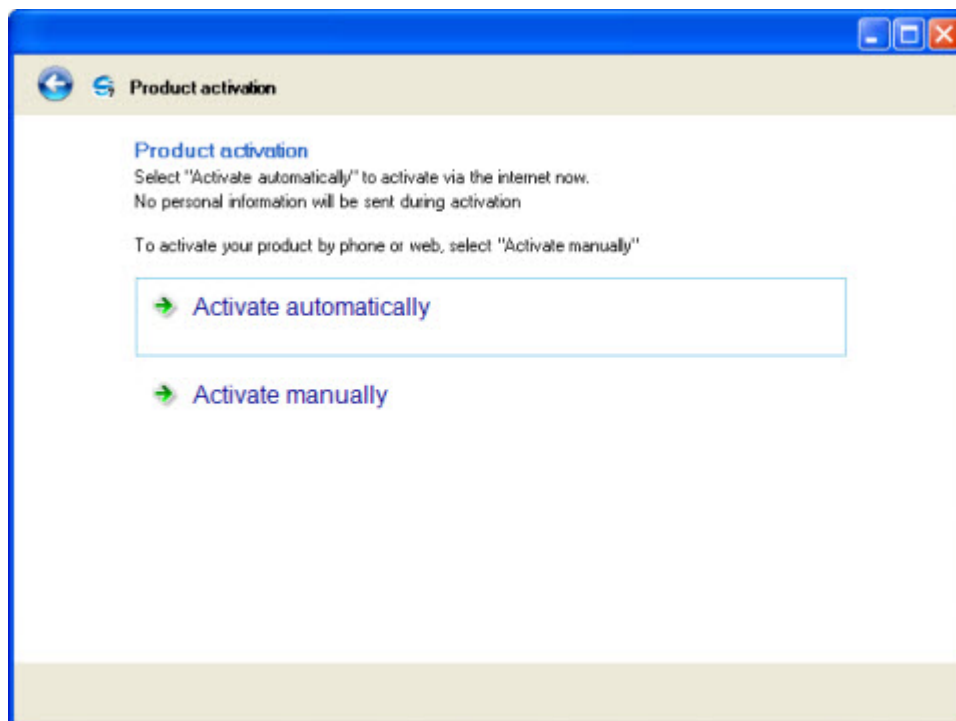 Product activation
Product activation
Select "Activate automatically" to activate via the internet now.
No personal information will be sent during activation
To activate your product by phone or web, select "Activate manually"
Activate automatically
Activate manually